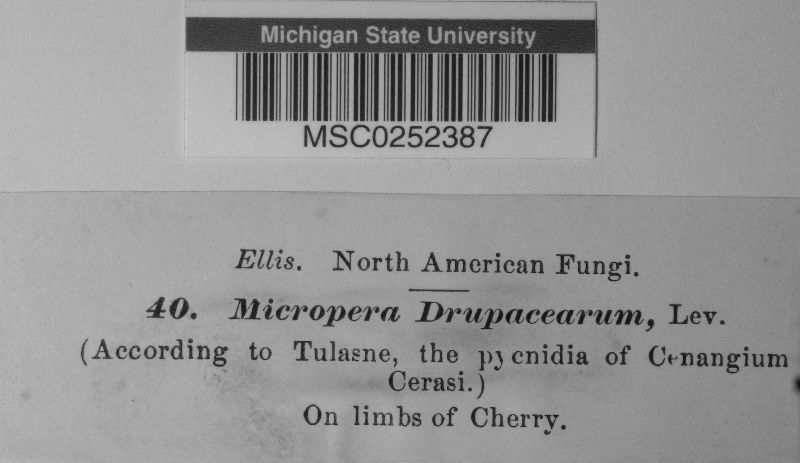 Michigan State University
MSC0252387
Ellis. North American Fungi.
40. Micropera Drupacearum, Lev.
(According to Tulasne, the pycnidia of Cenangium
Cerasi.)
On limbs of Cherry.